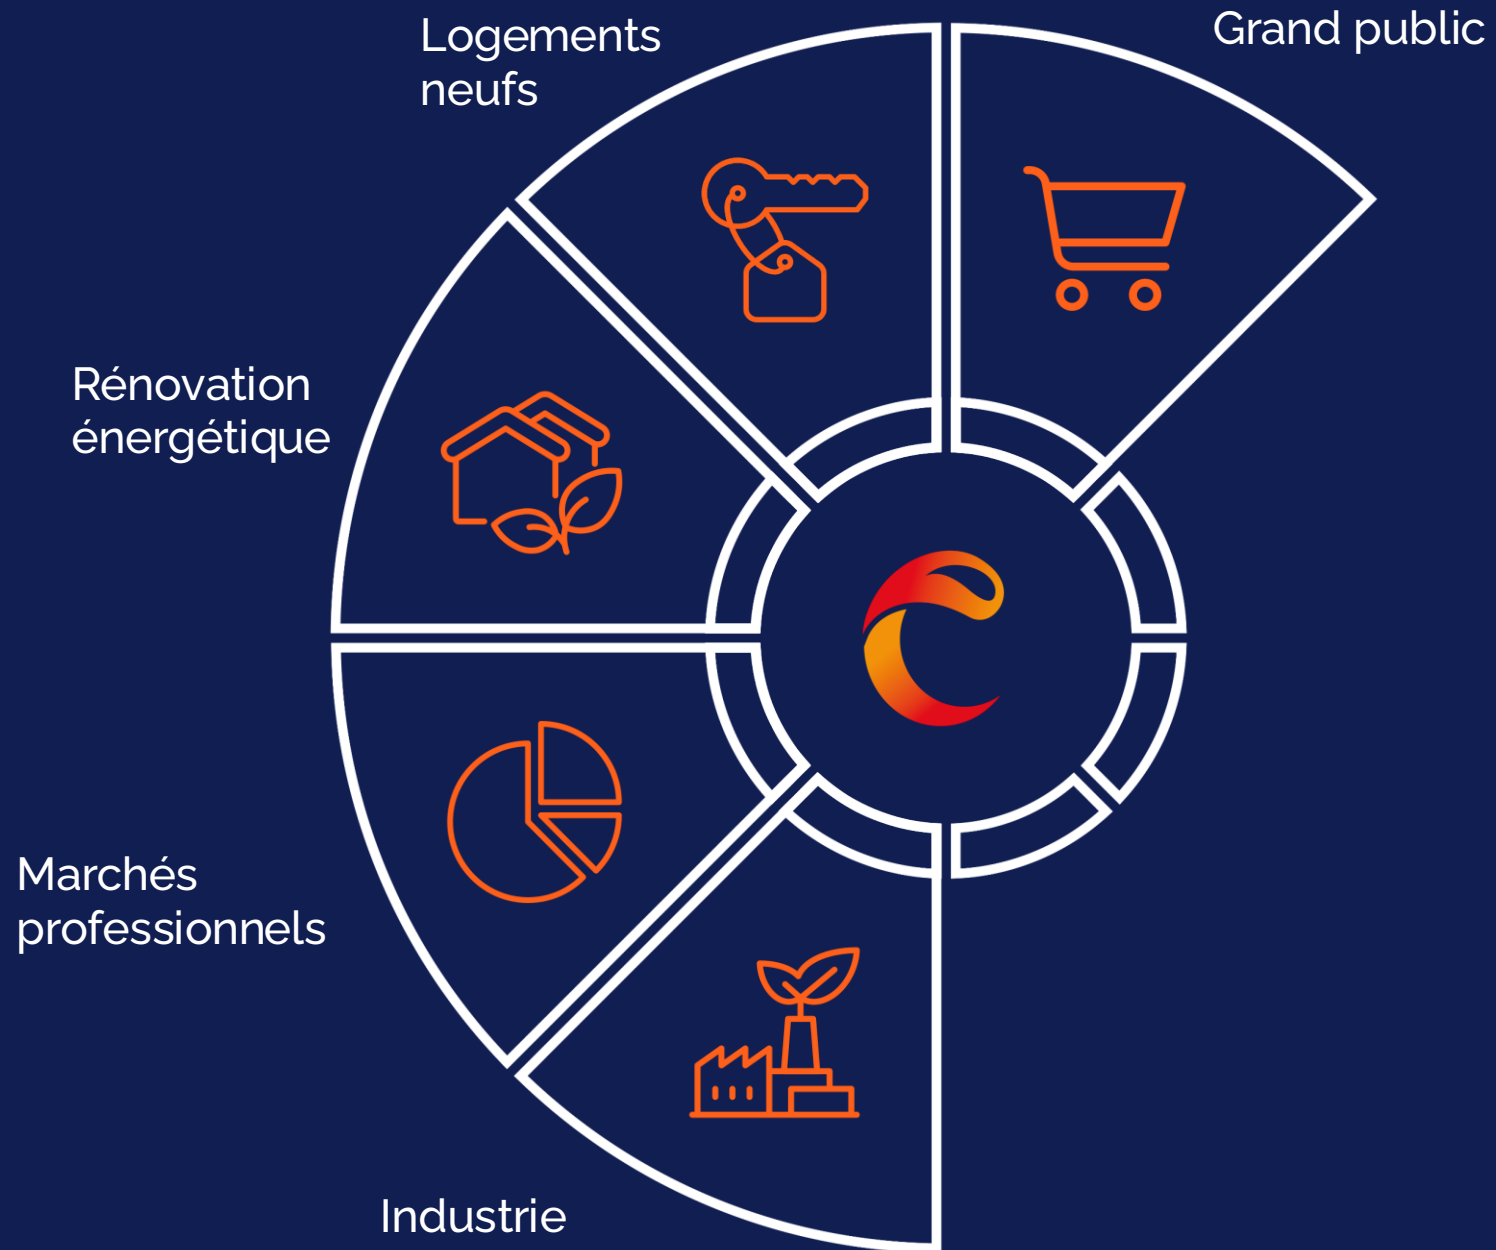 Grand public
Logements
neufs
Rénovation
énergétique
Marchés
professionnels
Industrie